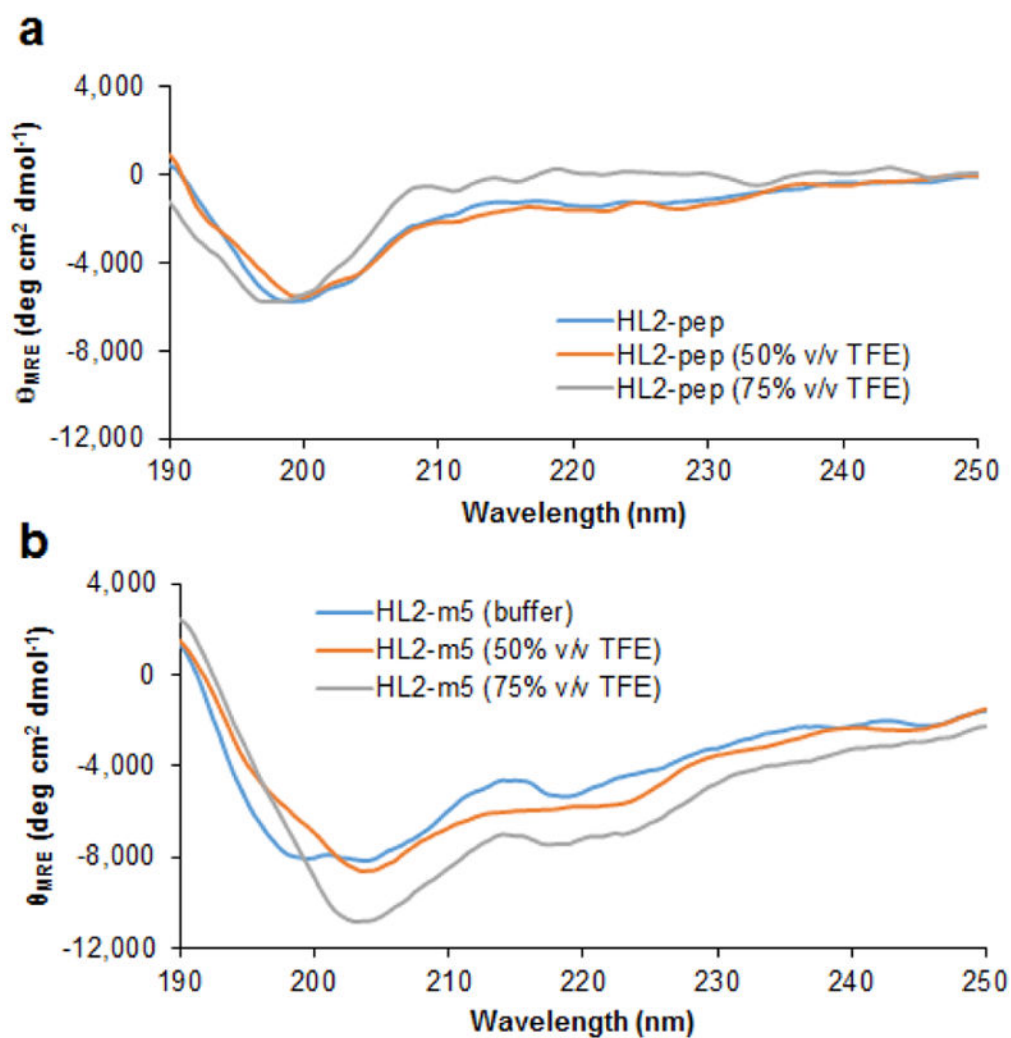 a
4,000
0
-4,000
-8,000
-12,000
ΘMRE (deg cm² dmol⁻¹)
HL2-pep
HL2-pep (50% v/v TFE)
HL2-pep (75% v/v TFE)
190 200 210 220 230 240 250
Wavelength (nm)
b
4,000
0
-4,000
-8,000
-12,000
θMRE (deg cm² dmol⁻¹)
HL2-m5 (buffer)
HL2-m5 (50% v/v TFE)
HL2-m5 (75% v/v TFE)
190 200 210 220 230 240 250
Wavelength (nm)